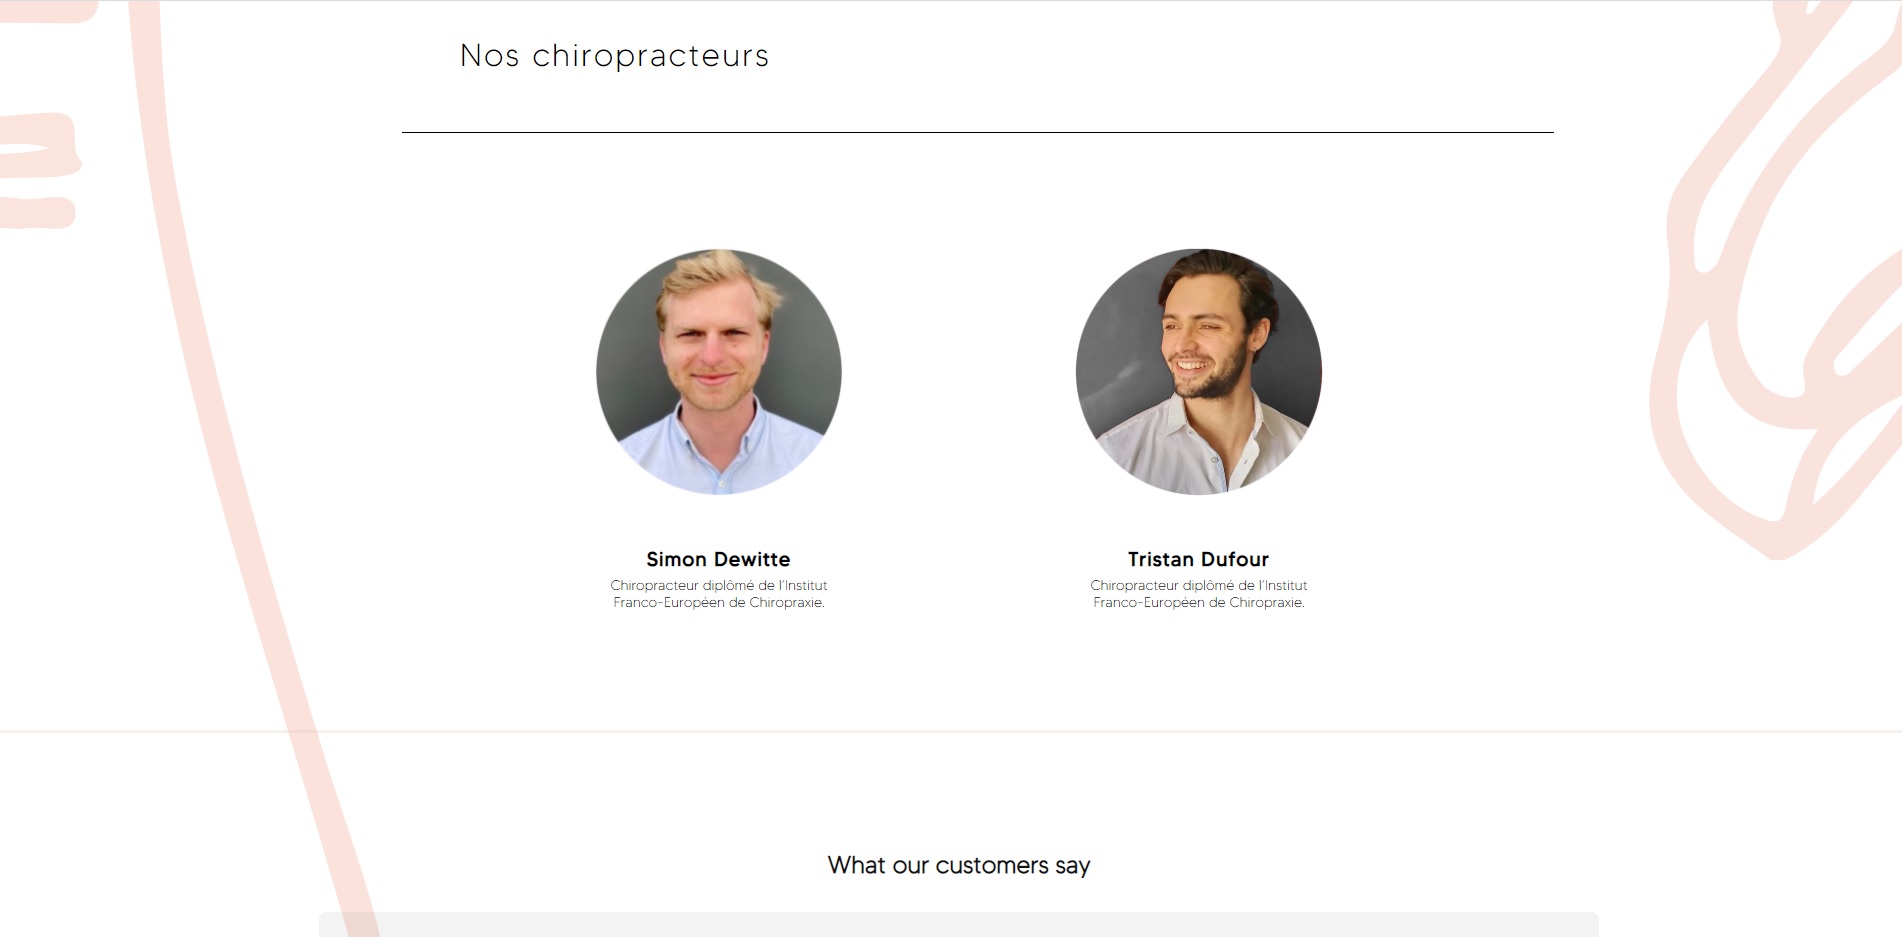 Nos chiropracteurs
Simon Dewitte
Chiropracteur diplômé de l'Institut
Franco-Européen de Chiropraxie.
Tristan Dufour
Chiropracteur diplômé de l'Institut
Franco-Européen de Chiropraxie.
What our customers say